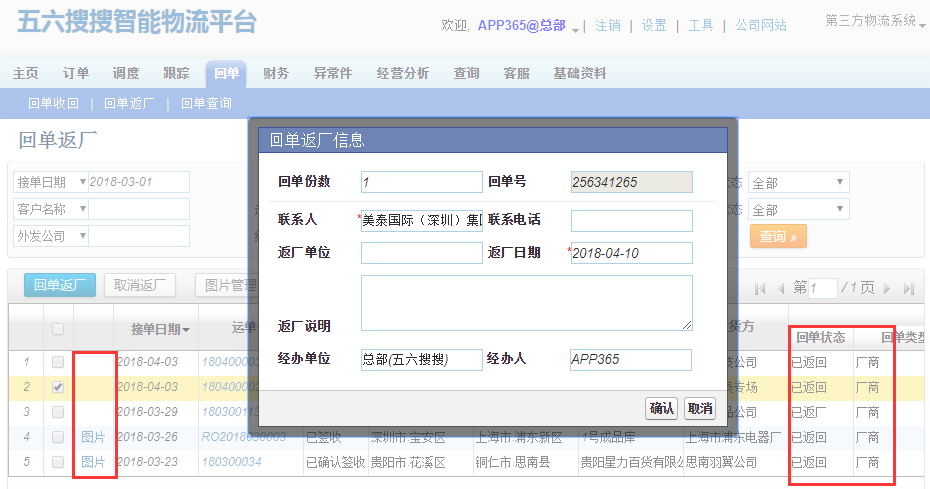 五六搜搜智能物流平台
欢迎, APP365@总部 | 注销 | 设置 | 工具 | 公司网站
第三方物流系统
主页 订单 调度 跟踪 回单 财务 异常件 经营分析 查询 客服 基础资料
回单收回 | 回单返厂 | 回单查询
回单返厂
回单返厂信息
接单日期 2018-03-01
回单份数 1 回单号 256341265
全部
客户名称
联系人 *美泰国际（深圳）集团 联系电话
全部
外发公司
查询 »
返厂单位 返厂日期 *2018-04-10
回单返厂 取消返厂 图片管理
第 1 / 1 页
返厂说明
接单日期 运单 货方 回单状态 回单类型
经办单位 总部(五六搜搜) 经办人 APP365
确认 取消
1 2018-04-03 已返回 厂商
2 2018-04-03 专场 已返回 厂商
3 2018-03-29 公司 已返厂 厂商
4 图片 2018-03-26 RO2018030003 已签收 深圳市.宝安区 上海市.浦东新区 1号成品库 上海市浦东电器厂 已返回 厂商
5 图片 2018-03-23 180300034 已确认签收 贵阳市.花溪区 铜仁市.思南县 贵阳星力百货有限公 思南羽翼公司 已返回 厂商